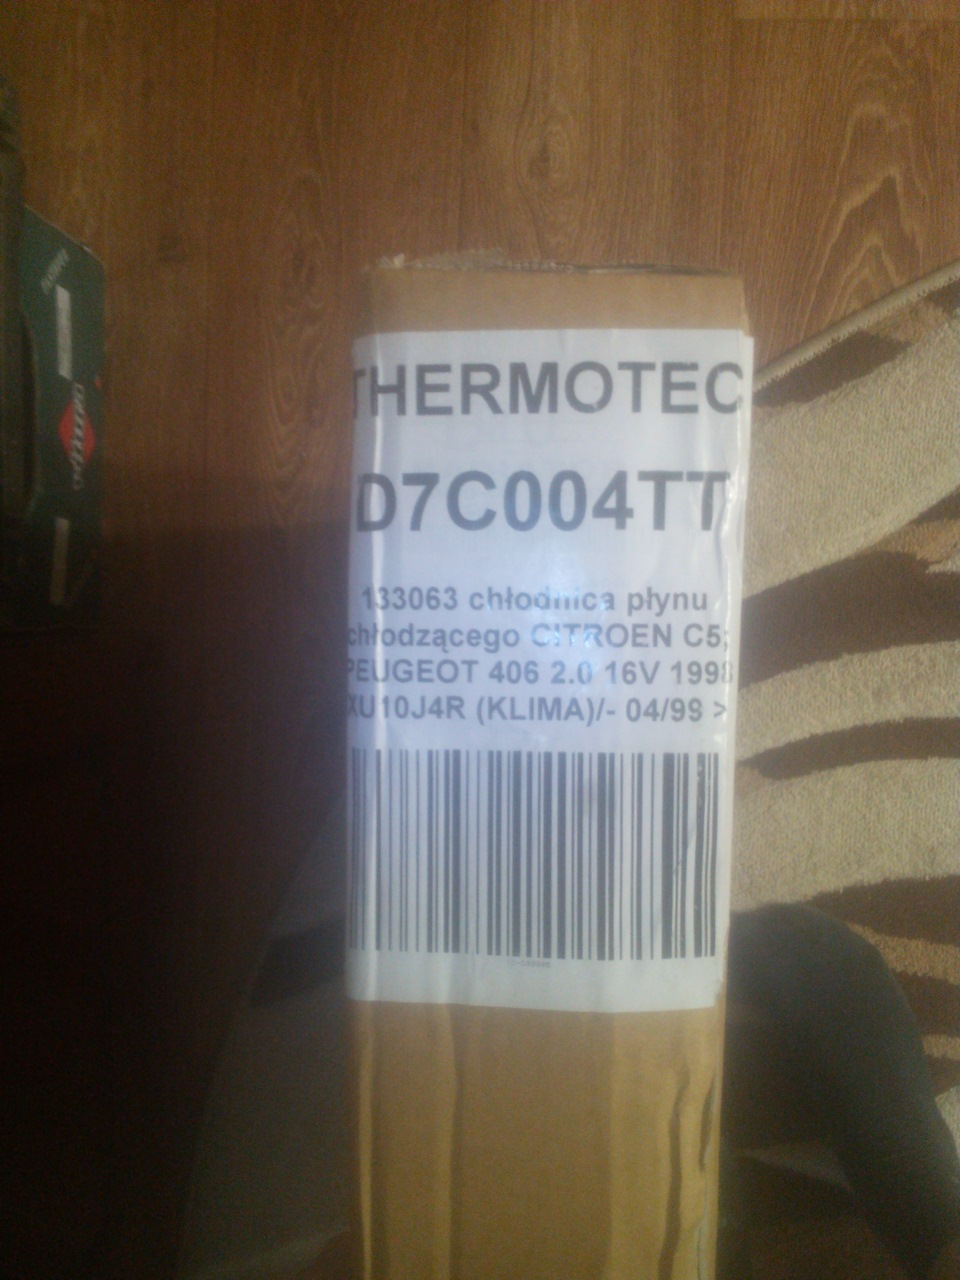 THERMOTEC
D7C004TT
133063 chłodnica płynu
chłodzącego CITROEN C5;
PEUGEOT 406 2.0 16V 1998
XU10J4R (KLIMA)/- 04/99 >